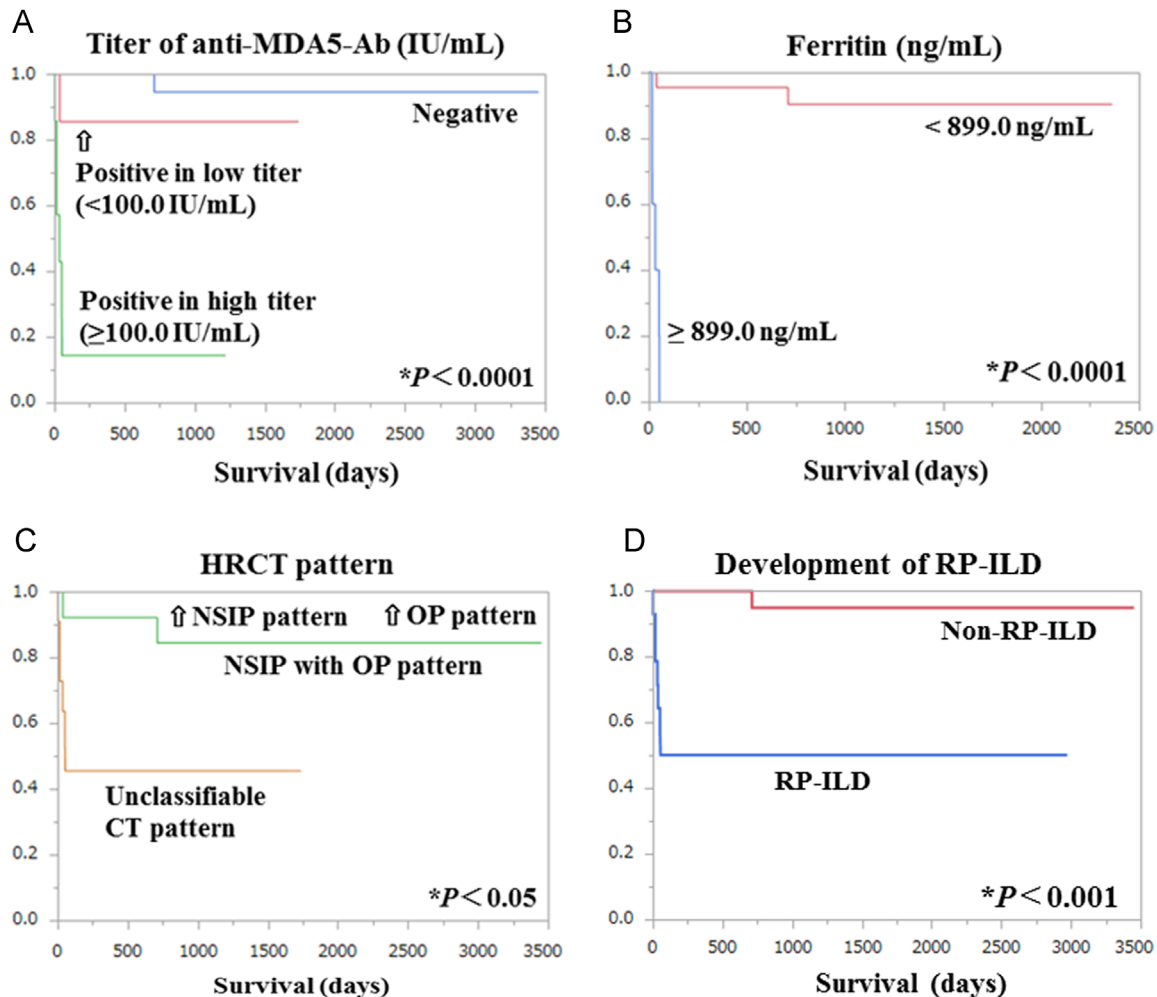 A
Titer of anti-MDA5-Ab (IU/mL)
1.0
0.8
0.6
0.4
0.2
0.0
Negative
⇧
Positive in low titer
(<100.0 IU/mL)
Positive in high titer
(≥100.0 IU/mL)
*P<0.0001
0 500 1000 1500 2000 2500 3000 3500
Survival (days)
B
Ferritin (ng/mL)
1.0
0.8
0.6
0.4
0.2
0.0
< 899.0 ng/mL
≥ 899.0 ng/mL
*P<0.0001
0 500 1000 1500 2000 2500
Survival (days)
C
HRCT pattern
1.0
0.8
0.6
0.4
0.2
0.0
⇧ NSIP pattern ⇧ OP pattern
NSIP with OP pattern
Unclassifiable
CT pattern
*P<0.05
0 500 1000 1500 2000 2500 3000 3500
Survival (days)
D
Development of RP-ILD
1.0
0.8
0.6
0.4
0.2
0.0
Non-RP-ILD
RP-ILD
*P<0.001
0 500 1000 1500 2000 2500 3000 3500
Survival (days)